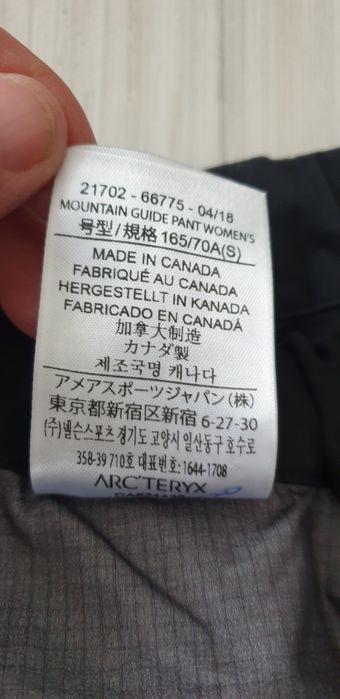 21702 - 66775 - 04/18
MOUNTAIN GUIDE PANT WOMEN'S
号型/規格 165/70A(S)
MADE IN CANADA
FABRIQUÉ AU CANADA
HERGESTELLT IN KANADA
FABRICADO EN CANADÁ
加拿大制造
カナダ製
제조국명 캐나다
アメアスポーツジャパン(株)
東京都新宿区新宿 6-27-30
(주)넬슨스포츠 경기도 고양시 일산동구 호수로
358-39 710호 대표번호: 1644-1708
ARC'TERYX